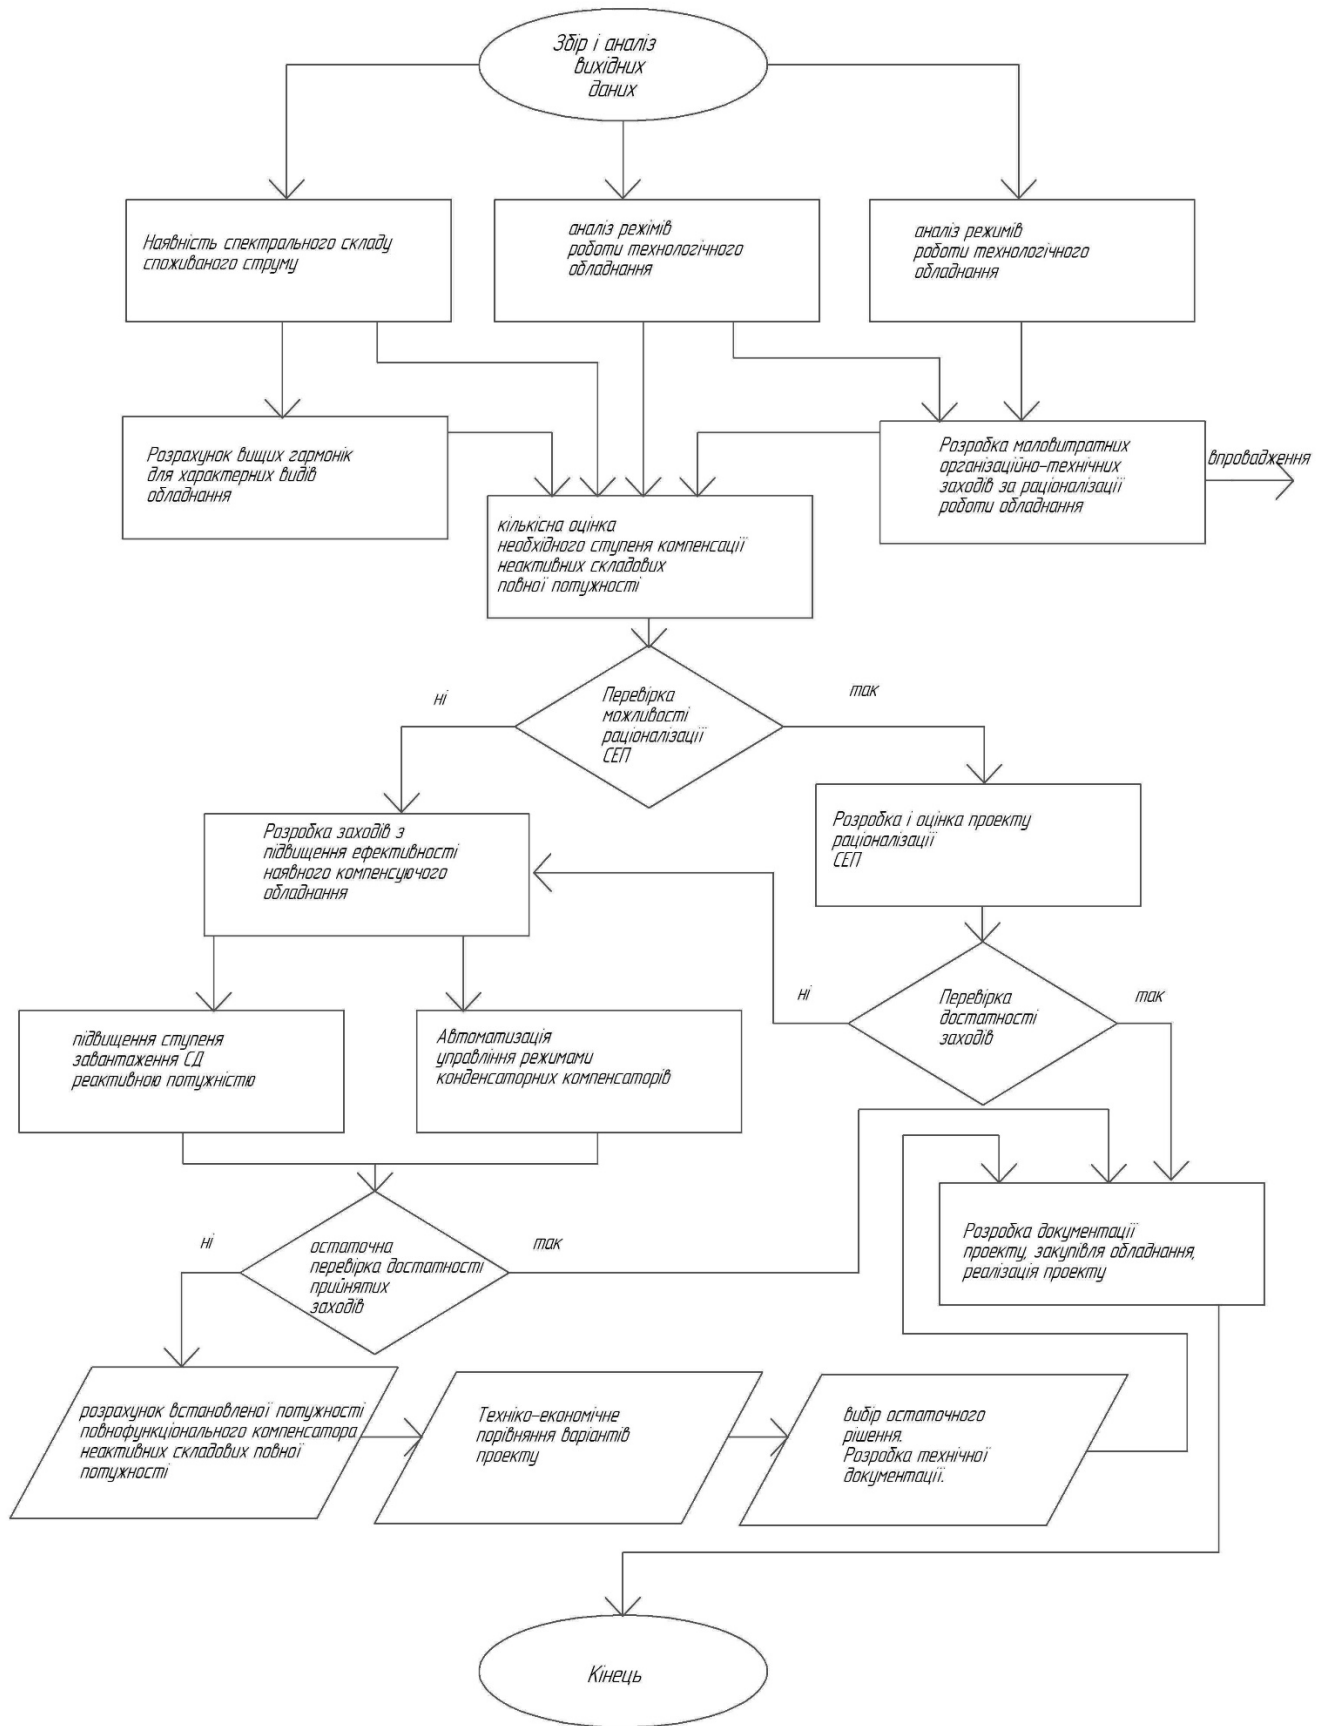 Збір і аналіз
вихідних
даних
Наявність спектрального складу
споживаного струму
аналіз режімів
роботи технологічного
обладнання
аналіз режимів
роботи технологічного
обладнання
Розрахунок вищих гармонік
для характерних видів
обладнання
Розробка маловитратних
організаційно-технічних
заходів за раціоналізації
роботи обладнання
впровадження
кількісна оцінка
необхідного ступеня компенсації
неактивних складових
повної потужності
ні
Перевірка
можливості
раціоналізації
СЕП
так
Розробка заходів з
підвищення ефективності
наявного компенсуючого
обладнання
Розробка і оцінка проекту
раціоналізації
СЕП
ні
Перевірка
достатності
заходів
так
підвищення ступеня
завантаження СД
реактивною потужністю
Автоматизація
управління режимами
конденсаторних компенсаторів
ні
остаточна
перевірка достатності
прийнятих
заходів
так
Розробка документації
проекту, закупівля обладнання,
реалізація проекту
розрахунок встановленої потужності
повнофункціонального компенсатора
неактивних складових повної
потужності
Техніко-економічне
порівняння варіантів
проекту
вибір остаточного
рішення.
Розробка технічної
документації.
Кінець